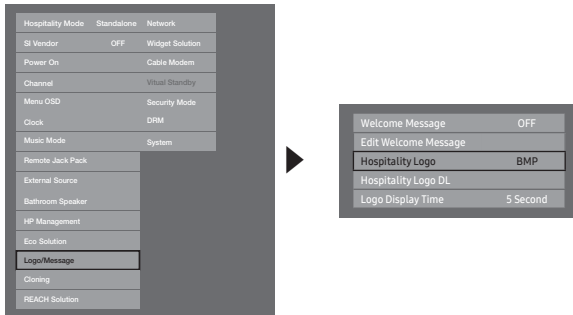 Hospitality Mode Standalone Network
SI Vendor OFF Widget Solution
Power On Cable Modem
Channel Vitual Standby
Menu OSD Security Mode
Clock DRM
Music Mode System
Remote Jack Pack
External Source
Bathroom Speaker
HP Management
Eco Solution
Logo/Message
Cloning
REACH Solution
Welcome Message OFF
Edit Welcome Message
Hospitality Logo BMP
Hospitality Logo DL
Logo Display Time 5 Second